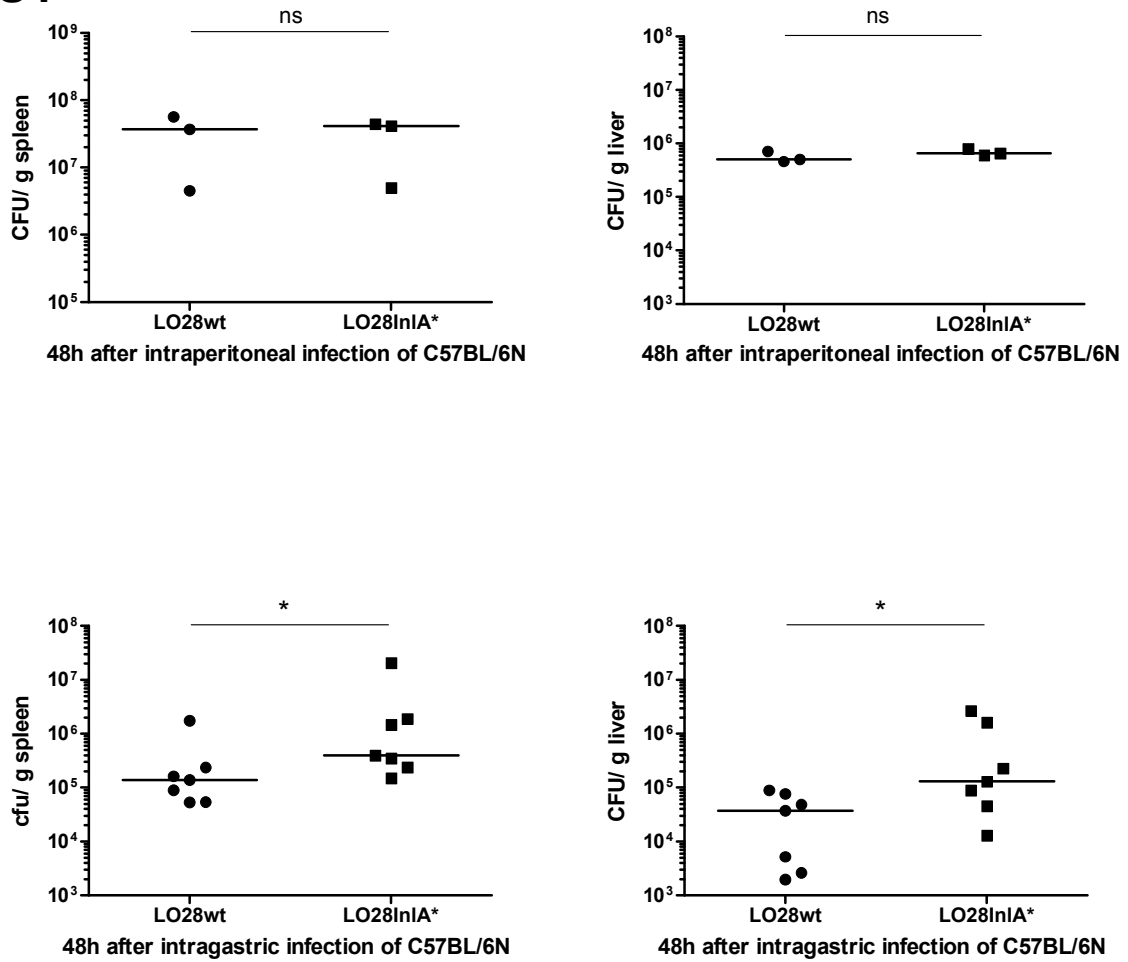 ns
10⁹
10⁸
10⁷
10⁶
10⁵
CFU/ g spleen
LO28wt LO28InlA*
48h after intraperitoneal infection of C57BL/6N
ns
10⁸
10⁷
10⁶
10⁵
10⁴
10³
CFU/ g liver
LO28wt LO28InlA*
48h after intraperitoneal infection of C57BL/6N
*
10⁸
10⁷
10⁶
10⁵
10⁴
10³
cfu/ g spleen
LO28wt LO28InlA*
48h after intragastric infection of C57BL/6N
*
10⁸
10⁷
10⁶
10⁵
10⁴
10³
CFU/ g liver
LO28wt LO28InlA*
48h after intragastric infection of C57BL/6N